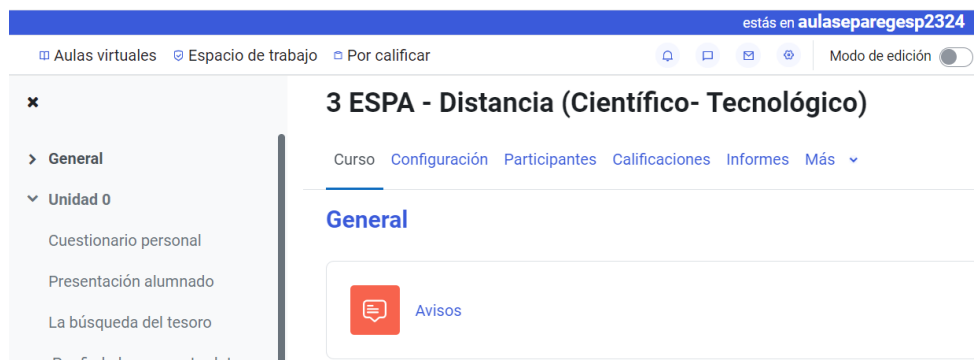 estás en aulaseparegesp2324
Aulas virtuales Espacio de trabajo Por calificar Modo de edición
3 ESPA - Distancia (Científico- Tecnológico)
General
Unidad 0
Cuestionario personal
Presentación alumnado
La búsqueda del tesoro
Curso Configuración Participantes Calificaciones Informes Más
General
Avisos